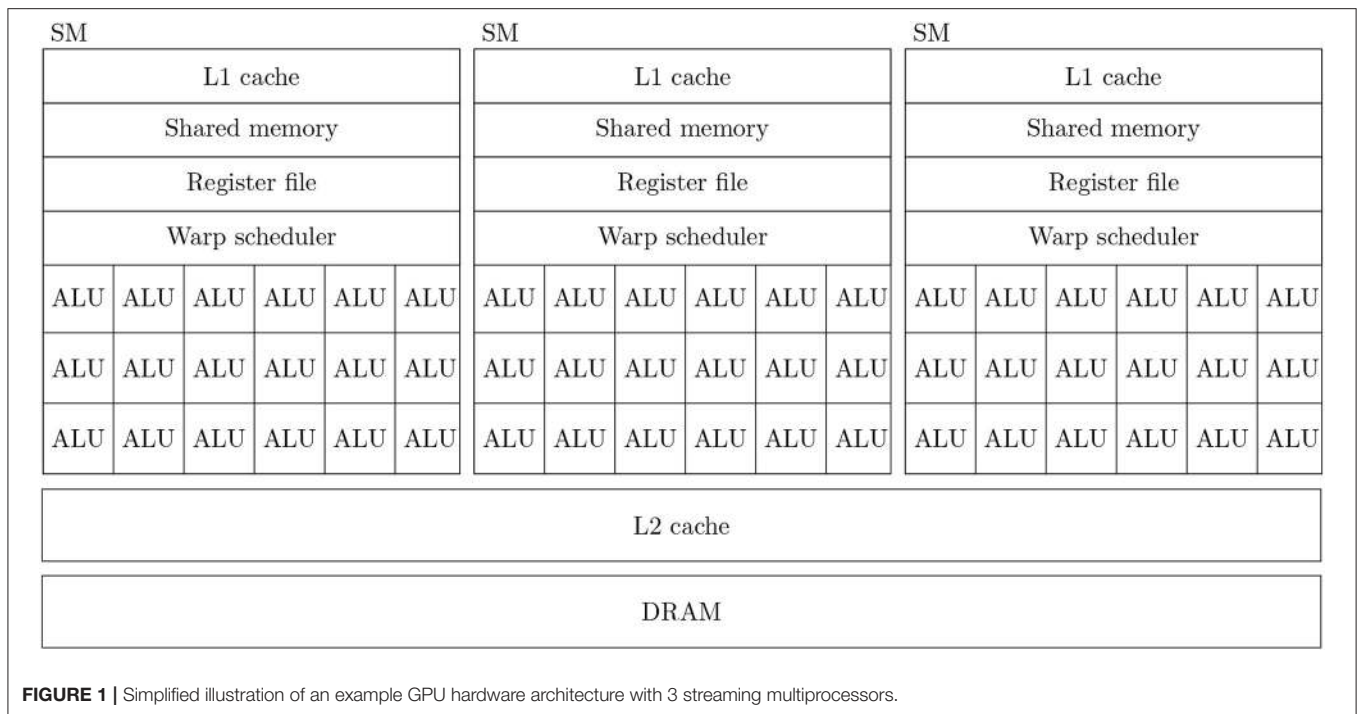 SM SM SM
L1 cache L1 cache L1 cache
Shared memory Shared memory Shared memory
Register file Register file Register file
Warp scheduler Warp scheduler Warp scheduler
ALU ALU ALU ALU ALU ALU ALU ALU ALU ALU ALU ALU ALU ALU ALU ALU ALU ALU
ALU ALU ALU ALU ALU ALU ALU ALU ALU ALU ALU ALU ALU ALU ALU ALU ALU ALU
ALU ALU ALU ALU ALU ALU ALU ALU ALU ALU ALU ALU ALU ALU ALU ALU ALU ALU
L2 cache
DRAM
FIGURE 1 | Simplified illustration of an example GPU hardware architecture with 3 streaming multiprocessors.